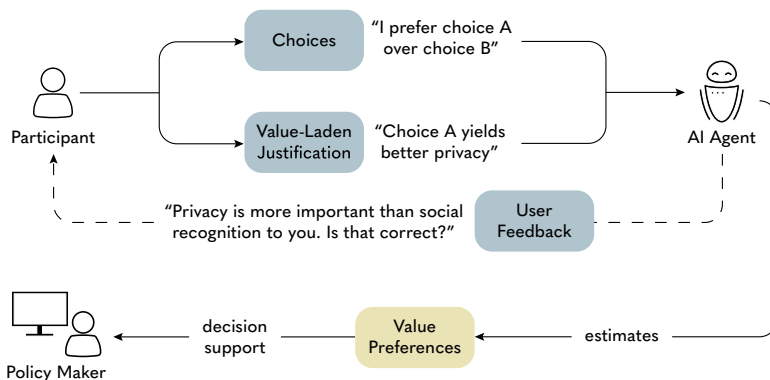 Choices
“I prefer choice A
over choice B”
Participant
Value-Laden
Justification
“Choice A yields
better privacy”
AI Agent
“Privacy is more important than social
recognition to you. Is that correct?”
User
Feedback
decision
support
Value
Preferences
estimates
Policy Maker